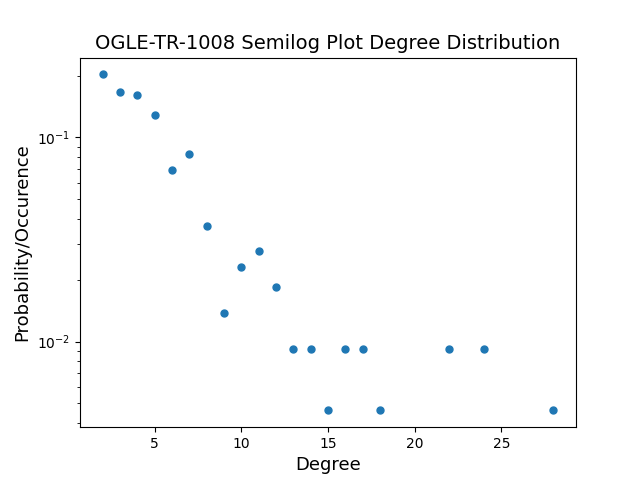 OGLE-TR-1008 Semilog Plot Degree Distribution
Probability/Occurence
10⁻¹
10⁻²
5 10 15 20 25
Degree